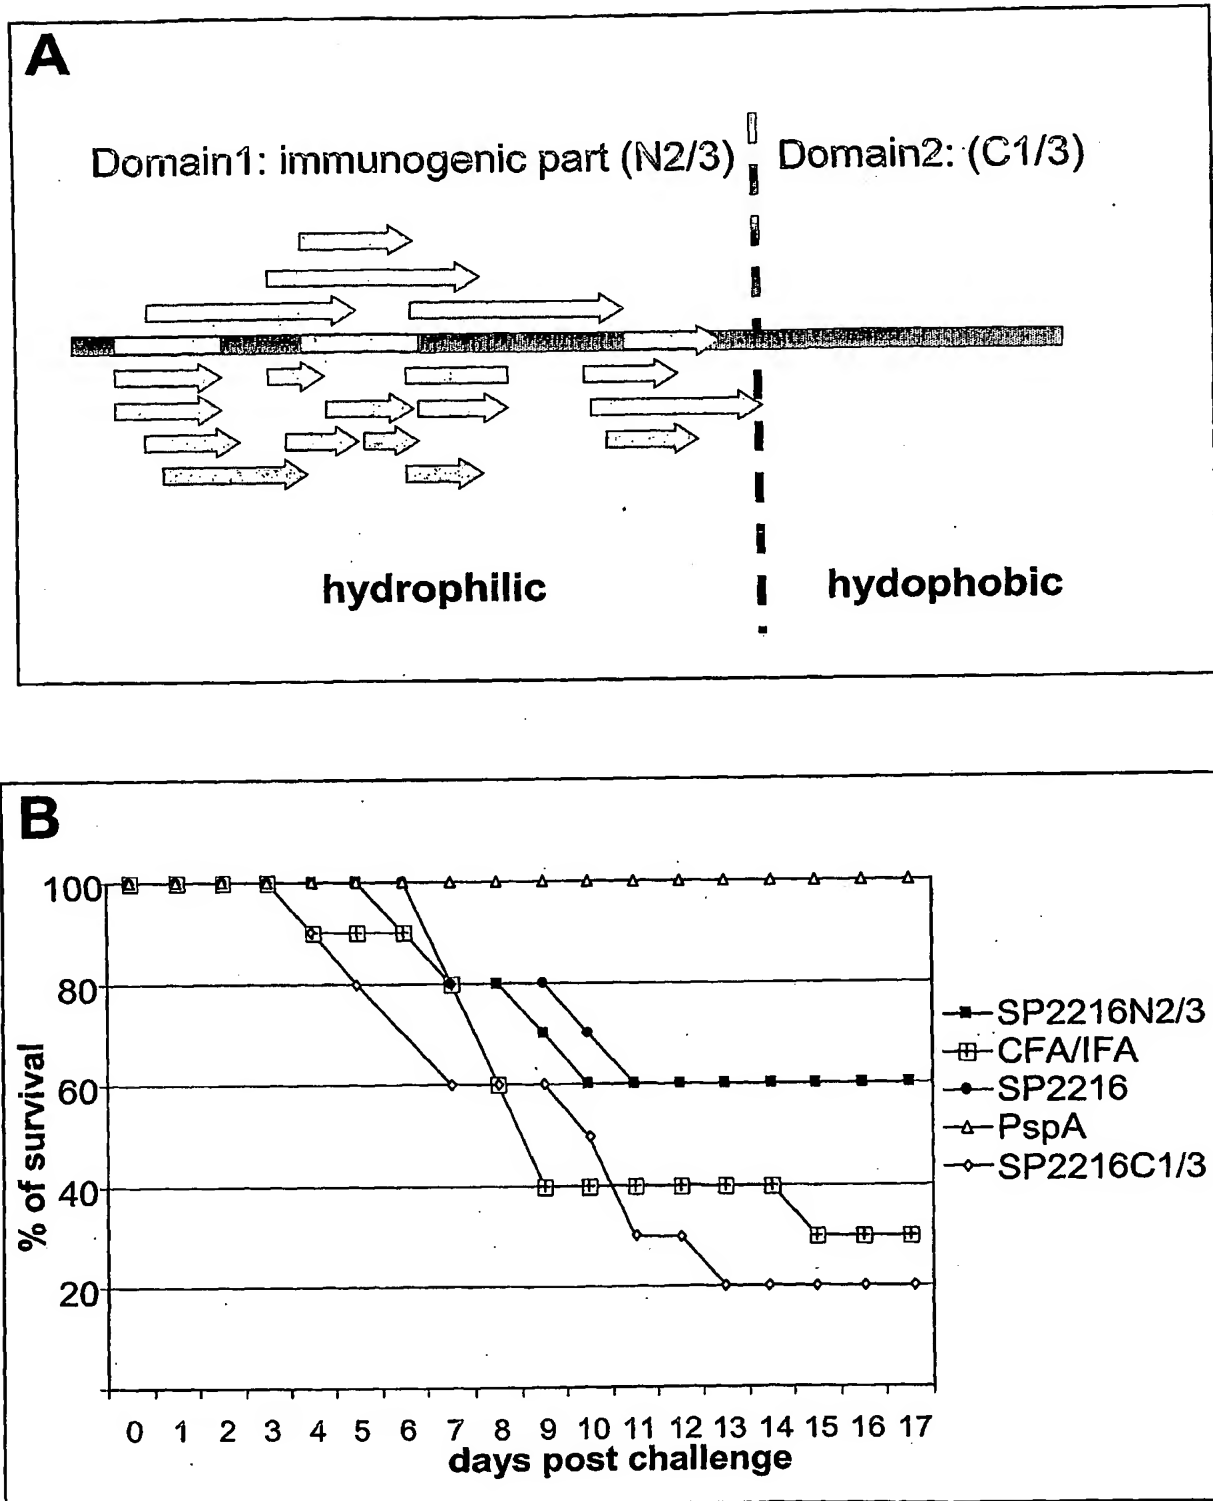 A
Domain1: immunogenic part (N2/3)
Domain2: (C1/3)
hydrophilic
hydophobic
B
100
80
60
40
20
% of survival
0 1 2 3 4 5 6 7 8 9 10 11 12 13 14 15 16 17
days post challenge
SP2216N2/3
CFA/IFA
SP2216
PspA
SP2216C1/3